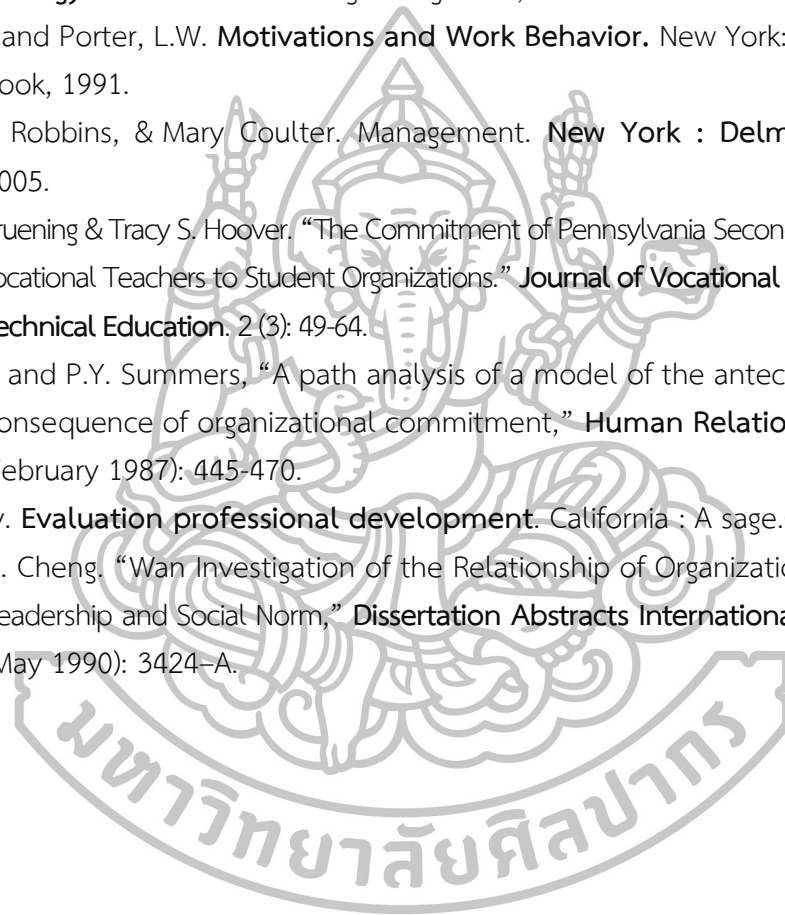 and Porter, L.W. Motivations and Work Behavior. New York:
ook, 1991.
Robbins, & Mary Coulter. Management. New York : Delm
005.
ruening & Tracy S. Hoover. “The Commitment of Pennsylvania Secon
ocational Teachers to Student Organizations.” Journal of Vocational
echnical Education. 2 (3): 49-64.
and P.Y. Summers, “A path analysis of a model of the antec
onsequence of organizational commitment,” Human Relatio
ebruary 1987): 445-470.
. Evaluation professional development. California : A sage.
. Cheng. “Wan Investigation of the Relationship of Organizatio
eadership and Social Norm,” Dissertation Abstracts Internationa
May 1990): 3424–A.
มหาวิทยาลัยศิลปากร